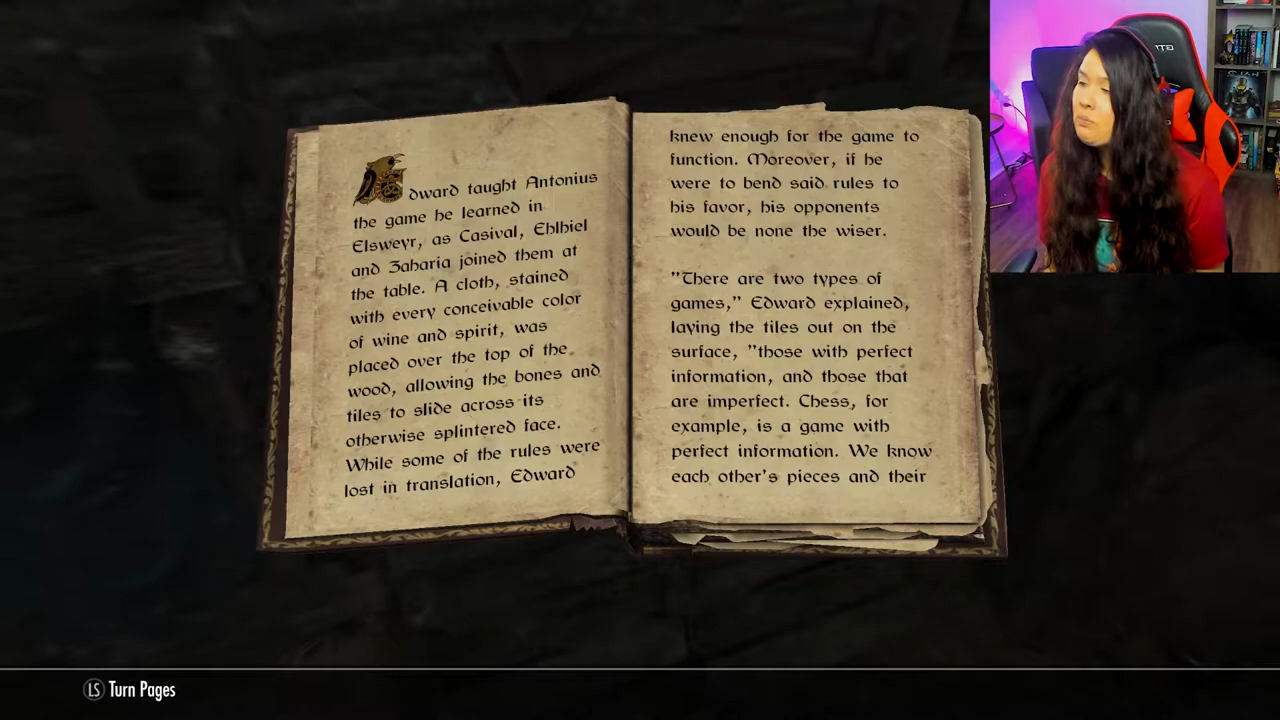 Edward taught Antonius
the game he learned in
Elsweyr, as Casival, Ehlhiel
and Zaharia joined them at
the table. A cloth, stained
with every conceivable color
of wine and spirit, was
placed over the top of the
wood, allowing the bones and
tiles to slide across its
otherwise splintered face.
While some of the rules were
lost in translation, Edward
knew enough for the game to
function. Moreover, if he
were to bend said rules to
his favor, his opponents
would be none the wiser.
"There are two types of
games," Edward explained,
laying the tiles out on the
surface, "those with perfect
information, and those that
are imperfect. Chess, for
example, is a game with
perfect information. We know
each other's pieces and their
LS Turn Pages